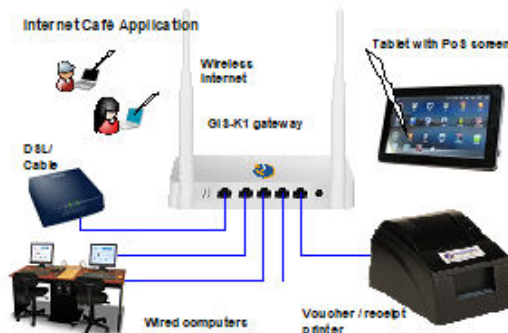 Internet Café Application
Wireless
Internet
Tablet with PoS screen
GIS-K1 gateway
DSL/
Cable
Wired computers
Voucher / receipt
printer